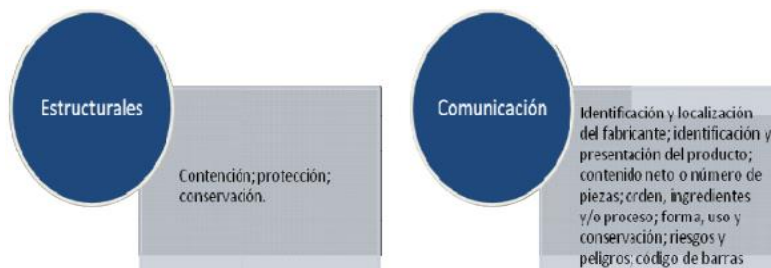 Estructurales
Contención; protección;
conservación.
Comunicación
Identificación y localización
del fabricante; identificación y
presentación del producto;
contenido neto o número de
piezas; orden, ingredientes
y/o proceso; forma, uso y
conservación; riesgos y
peligros; código de barras